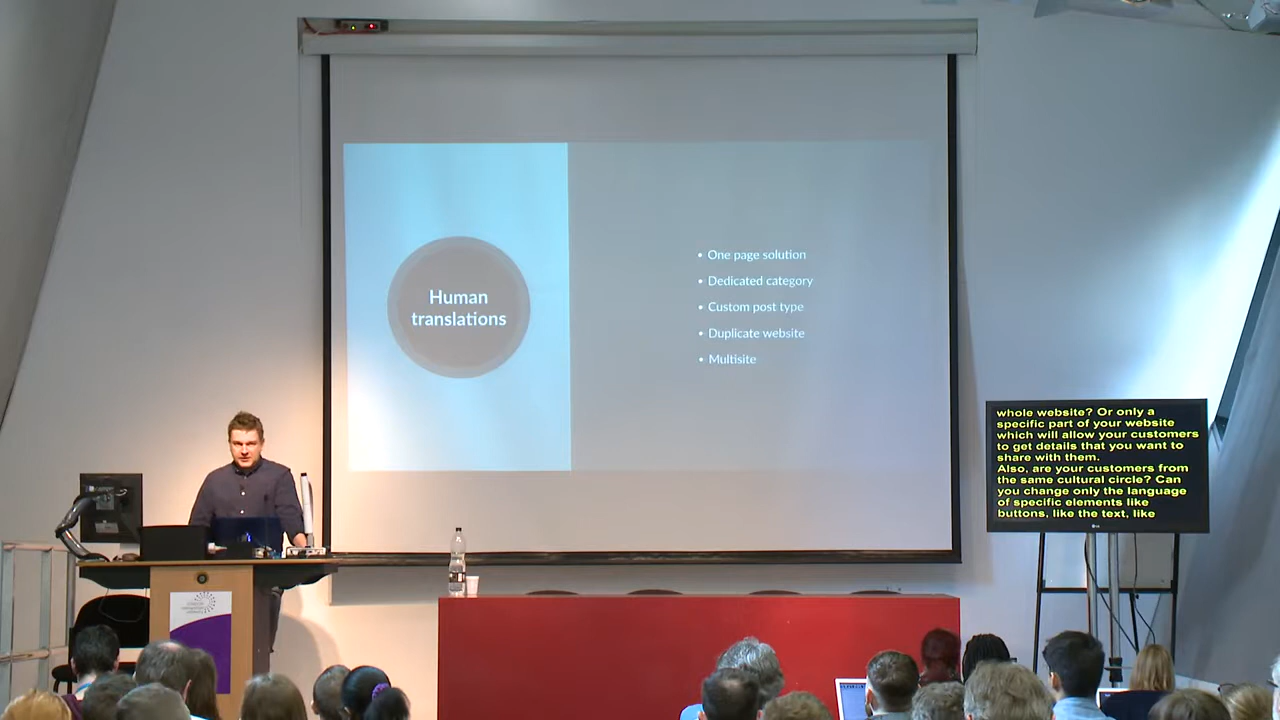 Human
translations
• One page solution
• Dedicated category
• Custom post type
• Duplicate website
• Multisite
whole website? Or only a
specific part of your website
which will allow your customers
to get details that you want to
share with them.
Also, are your customers from
the same cultural circle? Can
you change only the language
of specific elements like
buttons, like the text, like
LG